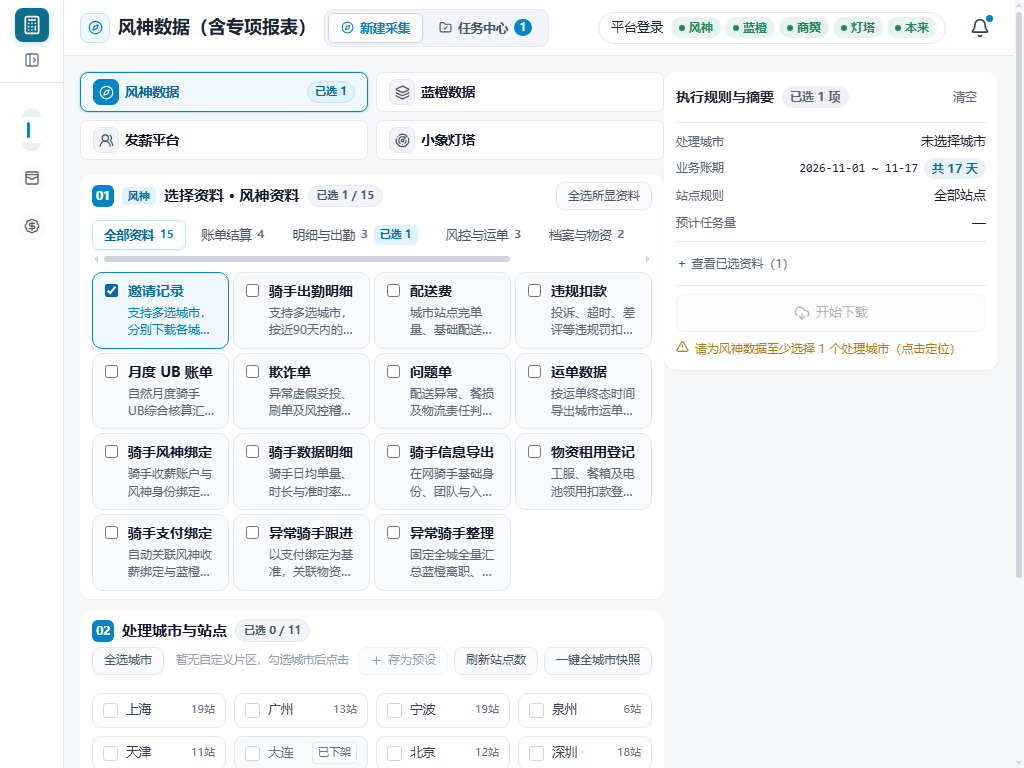 风神数据（含专项报表）
新建采集
任务中心 1
平台登录 风神 蓝橙 商翼 灯塔 本来
风神数据 已选 1
蓝橙数据
发薪平台
小象灯塔
01 风神 选择资料 • 风神资料 已选 1 / 15 全选所显资料
全部资料 15 账单结算 4 明细与出勤 3 已选 1 风控与运单 3 档案与物资 2
邀请记录
支持多选城市，
分别下载各城...
骑手出勤明细
支持多选城市，
按近90天内的...
配送费
城市站点完单
量、基础配送...
违规扣款
投诉、超时、差
评等违规罚扣...
月度 UB 账单
自然月度骑手
UB综合核算汇...
欺诈单
异常虚假妥投、
刷单及风控稽...
问题单
配送异常、餐损
及物流责任判...
运单数据
按运单终态时间
导出城市运单...
骑手风神绑定
骑手收薪账户与
风神身份绑定...
骑手数据明细
骑手日均单量、
时长与准时率...
骑手信息导出
在网骑手基础身
份、团队与入...
物资租用登记
工服、餐箱及电
池领用扣款登...
骑手支付绑定
自动关联风神收
薪绑定与蓝橙...
异常骑手跟进
以支付绑定为基
准，关联物资...
异常骑手整理
固定全城全量汇
总蓝橙离职、...
02 处理城市与站点 已选 0 / 11
全选城市 暂无自定义片区，勾选城市后点击 + 存为预设 刷新站点数 一键全城市快照
上海 19站
广州 13站
宁波 19站
泉州 6站
天津 11站
大连 已下架
北京 12站
深圳 18站
执行规则与摘要 已选 1 项 清空
处理城市 未选择城市
业务账期 2026-11-01 ~ 11-17 共 17 天
站点规则 全部站点
预计任务量 —
+ 查看已选资料（1）
开始下载
请为风神数据至少选择 1 个处理城市（点击定位）